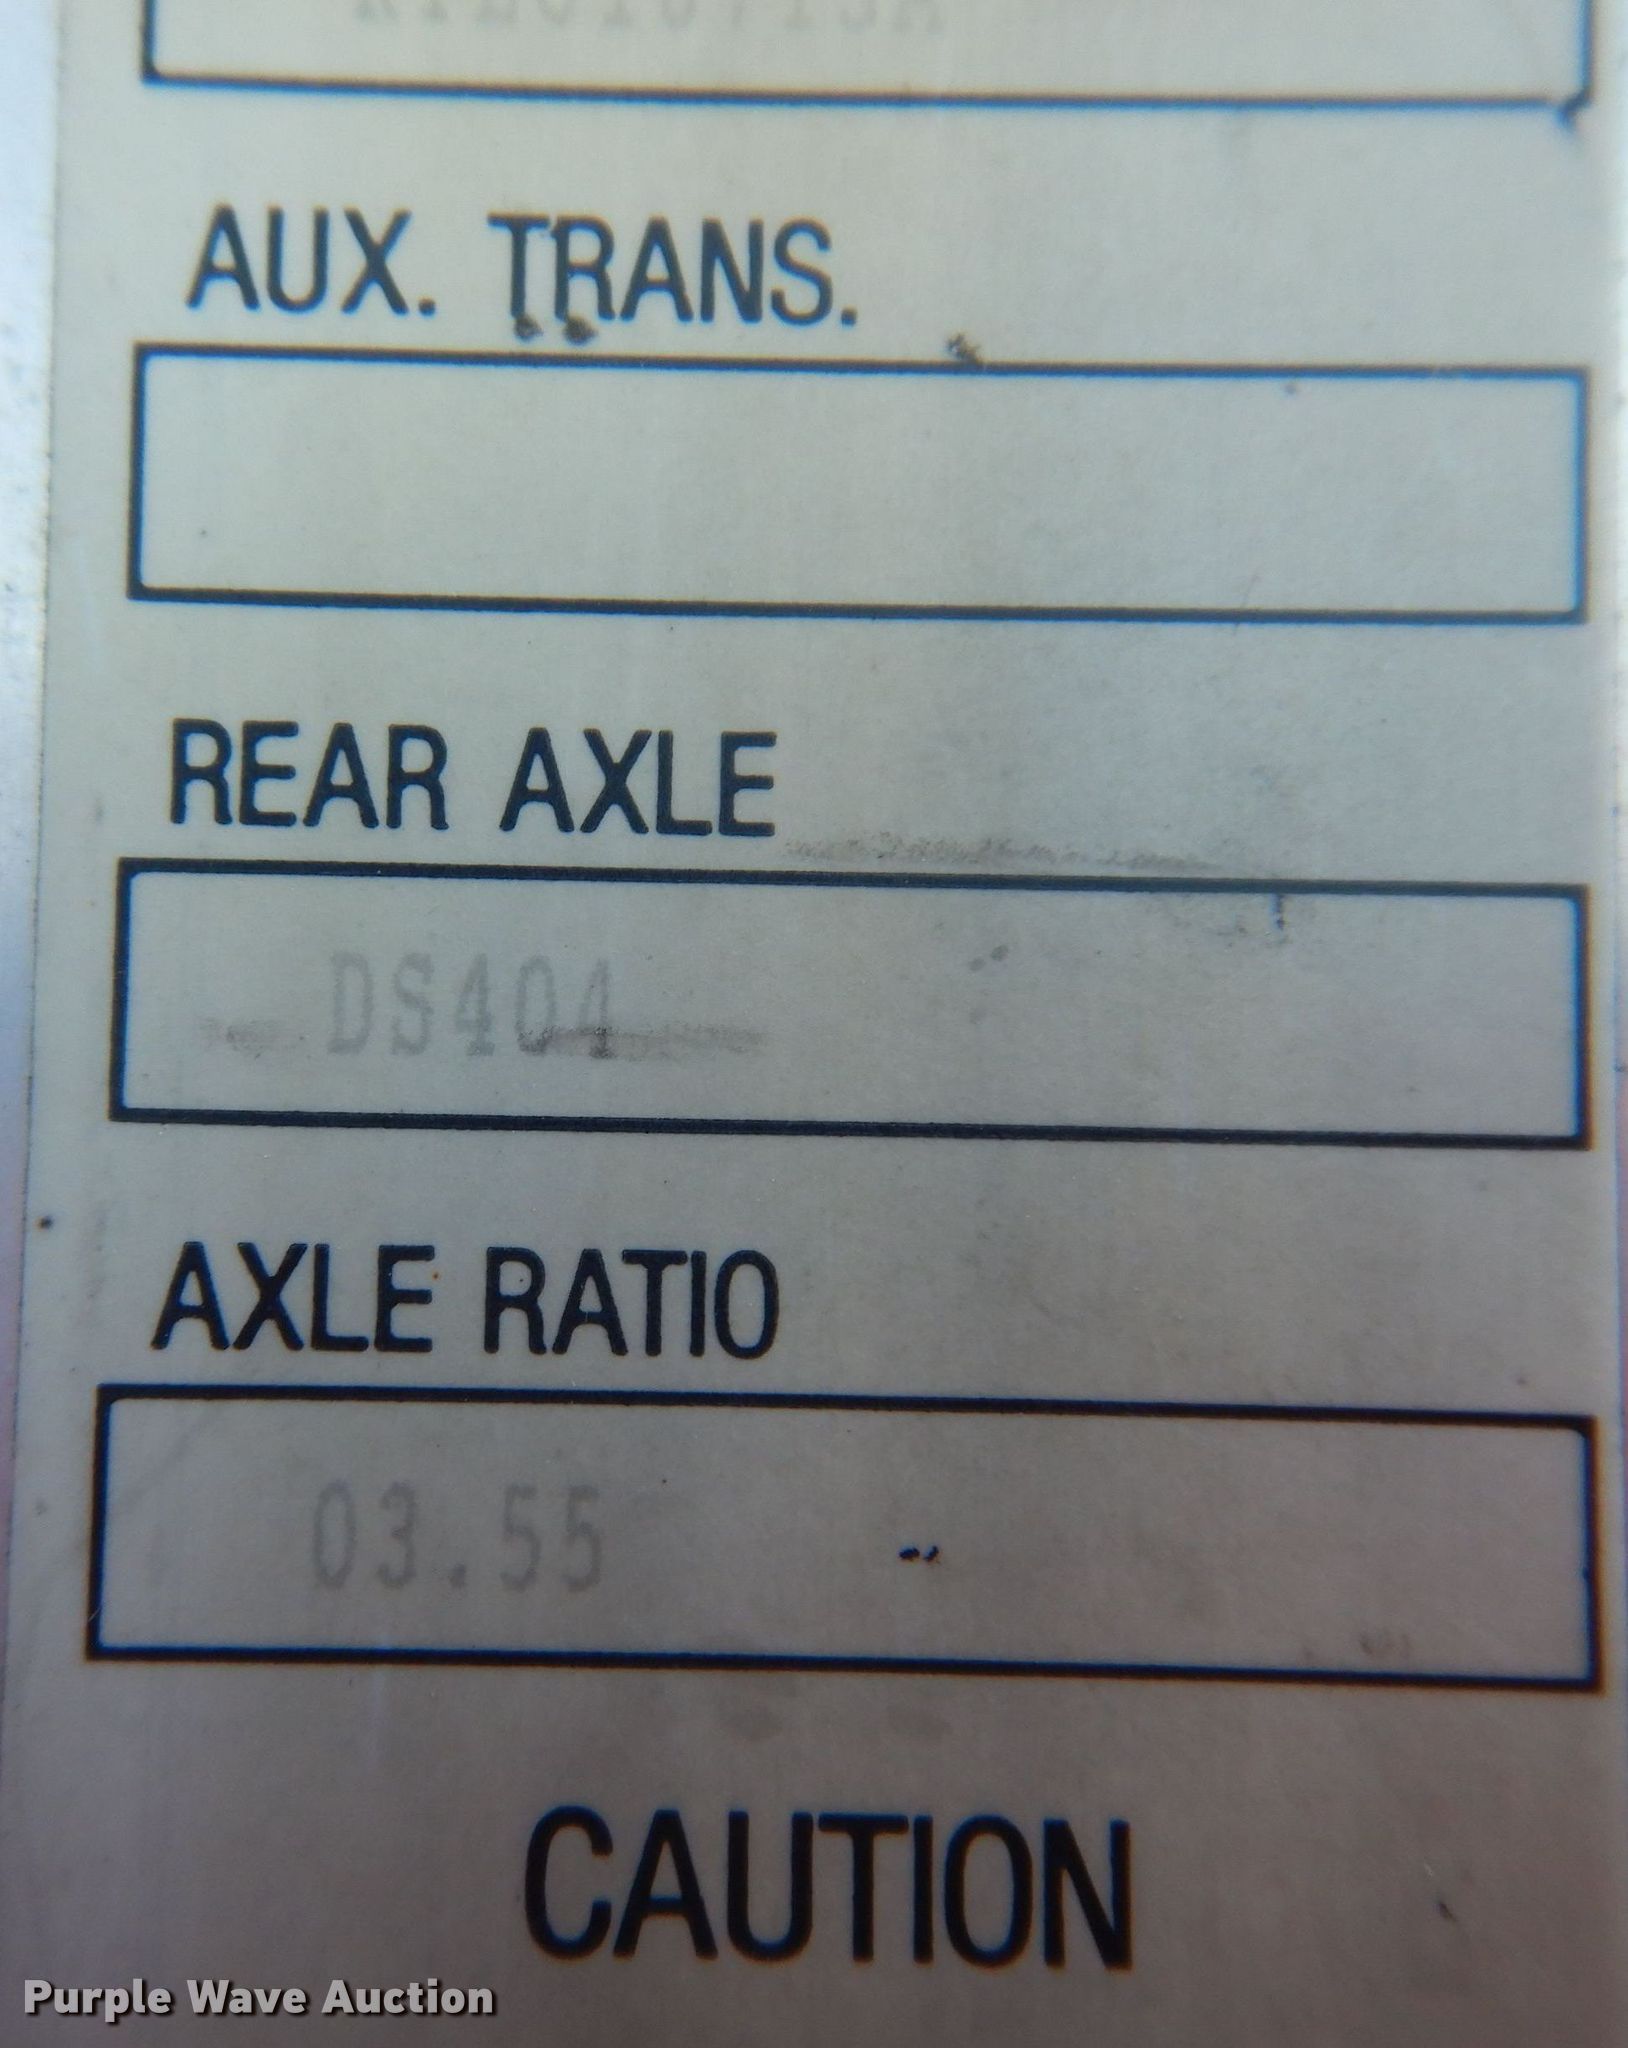 AUX. TRANS.
REAR AXLE
DS404
AXLE RATIO
03.55
CAUTION
Purple Wave Auction